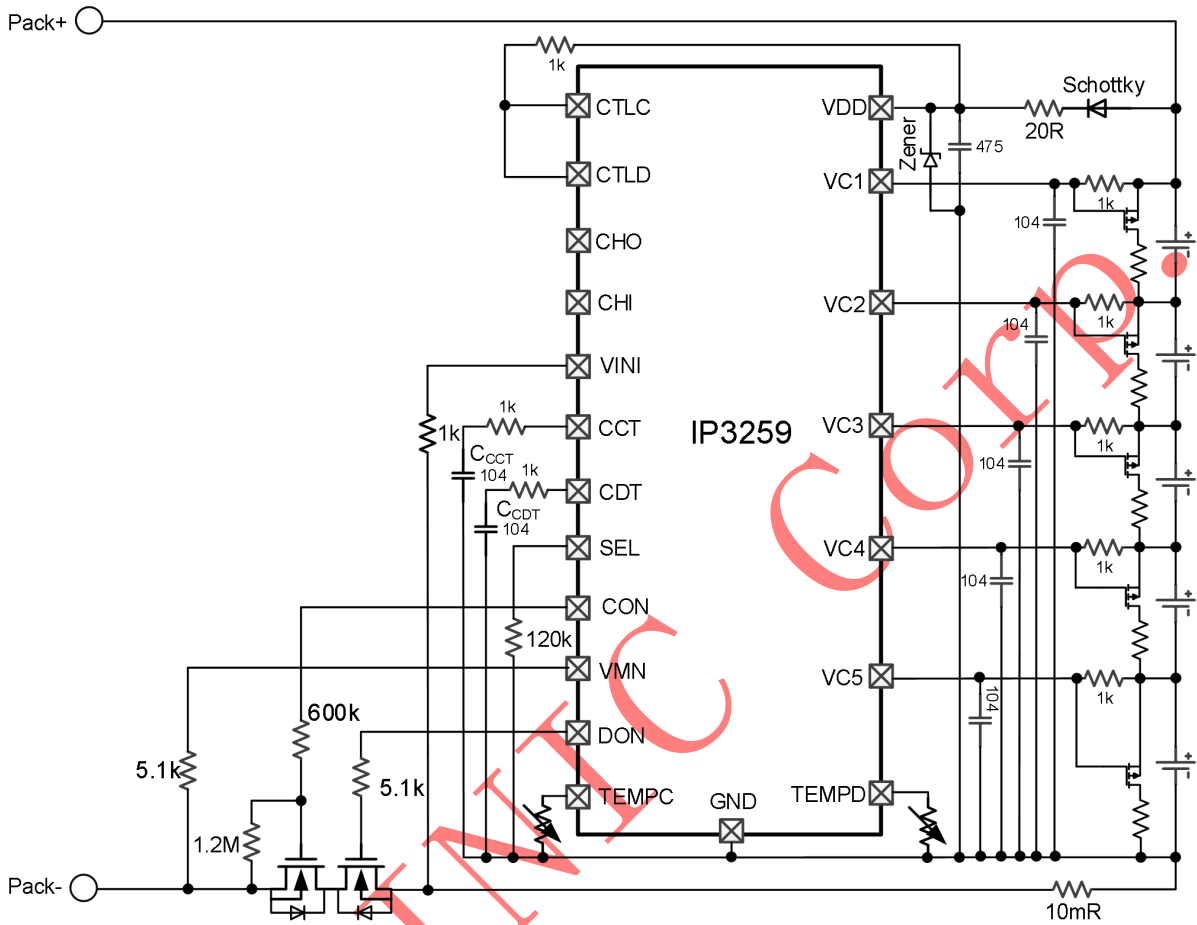 Pack+
1k
Schottky
CTLC
VDD
20R
Zener
475
CTLD
VC1
1k
104
CHO
CHI
VC2
104
1k
VINI
1k
1k
CCT
IP3259
VC3
1k
CCCT
104
104
1k
CDT
CCDT
104
SEL
VC4
1k
104
CON
120k
VMN
VC5
104
1k
600k
DON
5.1k
5.1k
TEMPC
GND
TEMPD
1.2M
Pack-
10mR
NIC Corp.